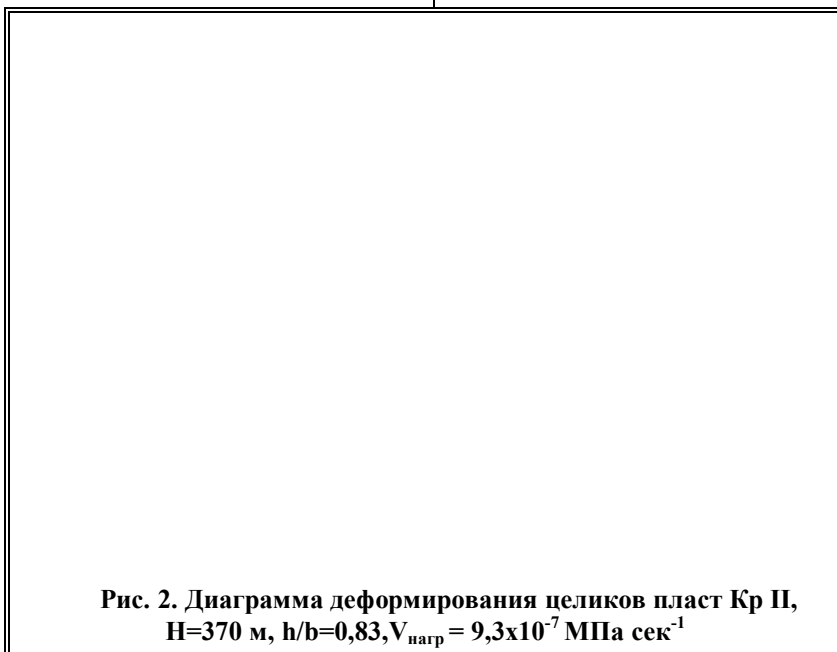 Рис. 2. Диаграмма деформирования целиков пласт Кр II,
H=370 м, h/b=0,83,Vнагр = 9,3х10⁻⁷ МПа сек⁻¹